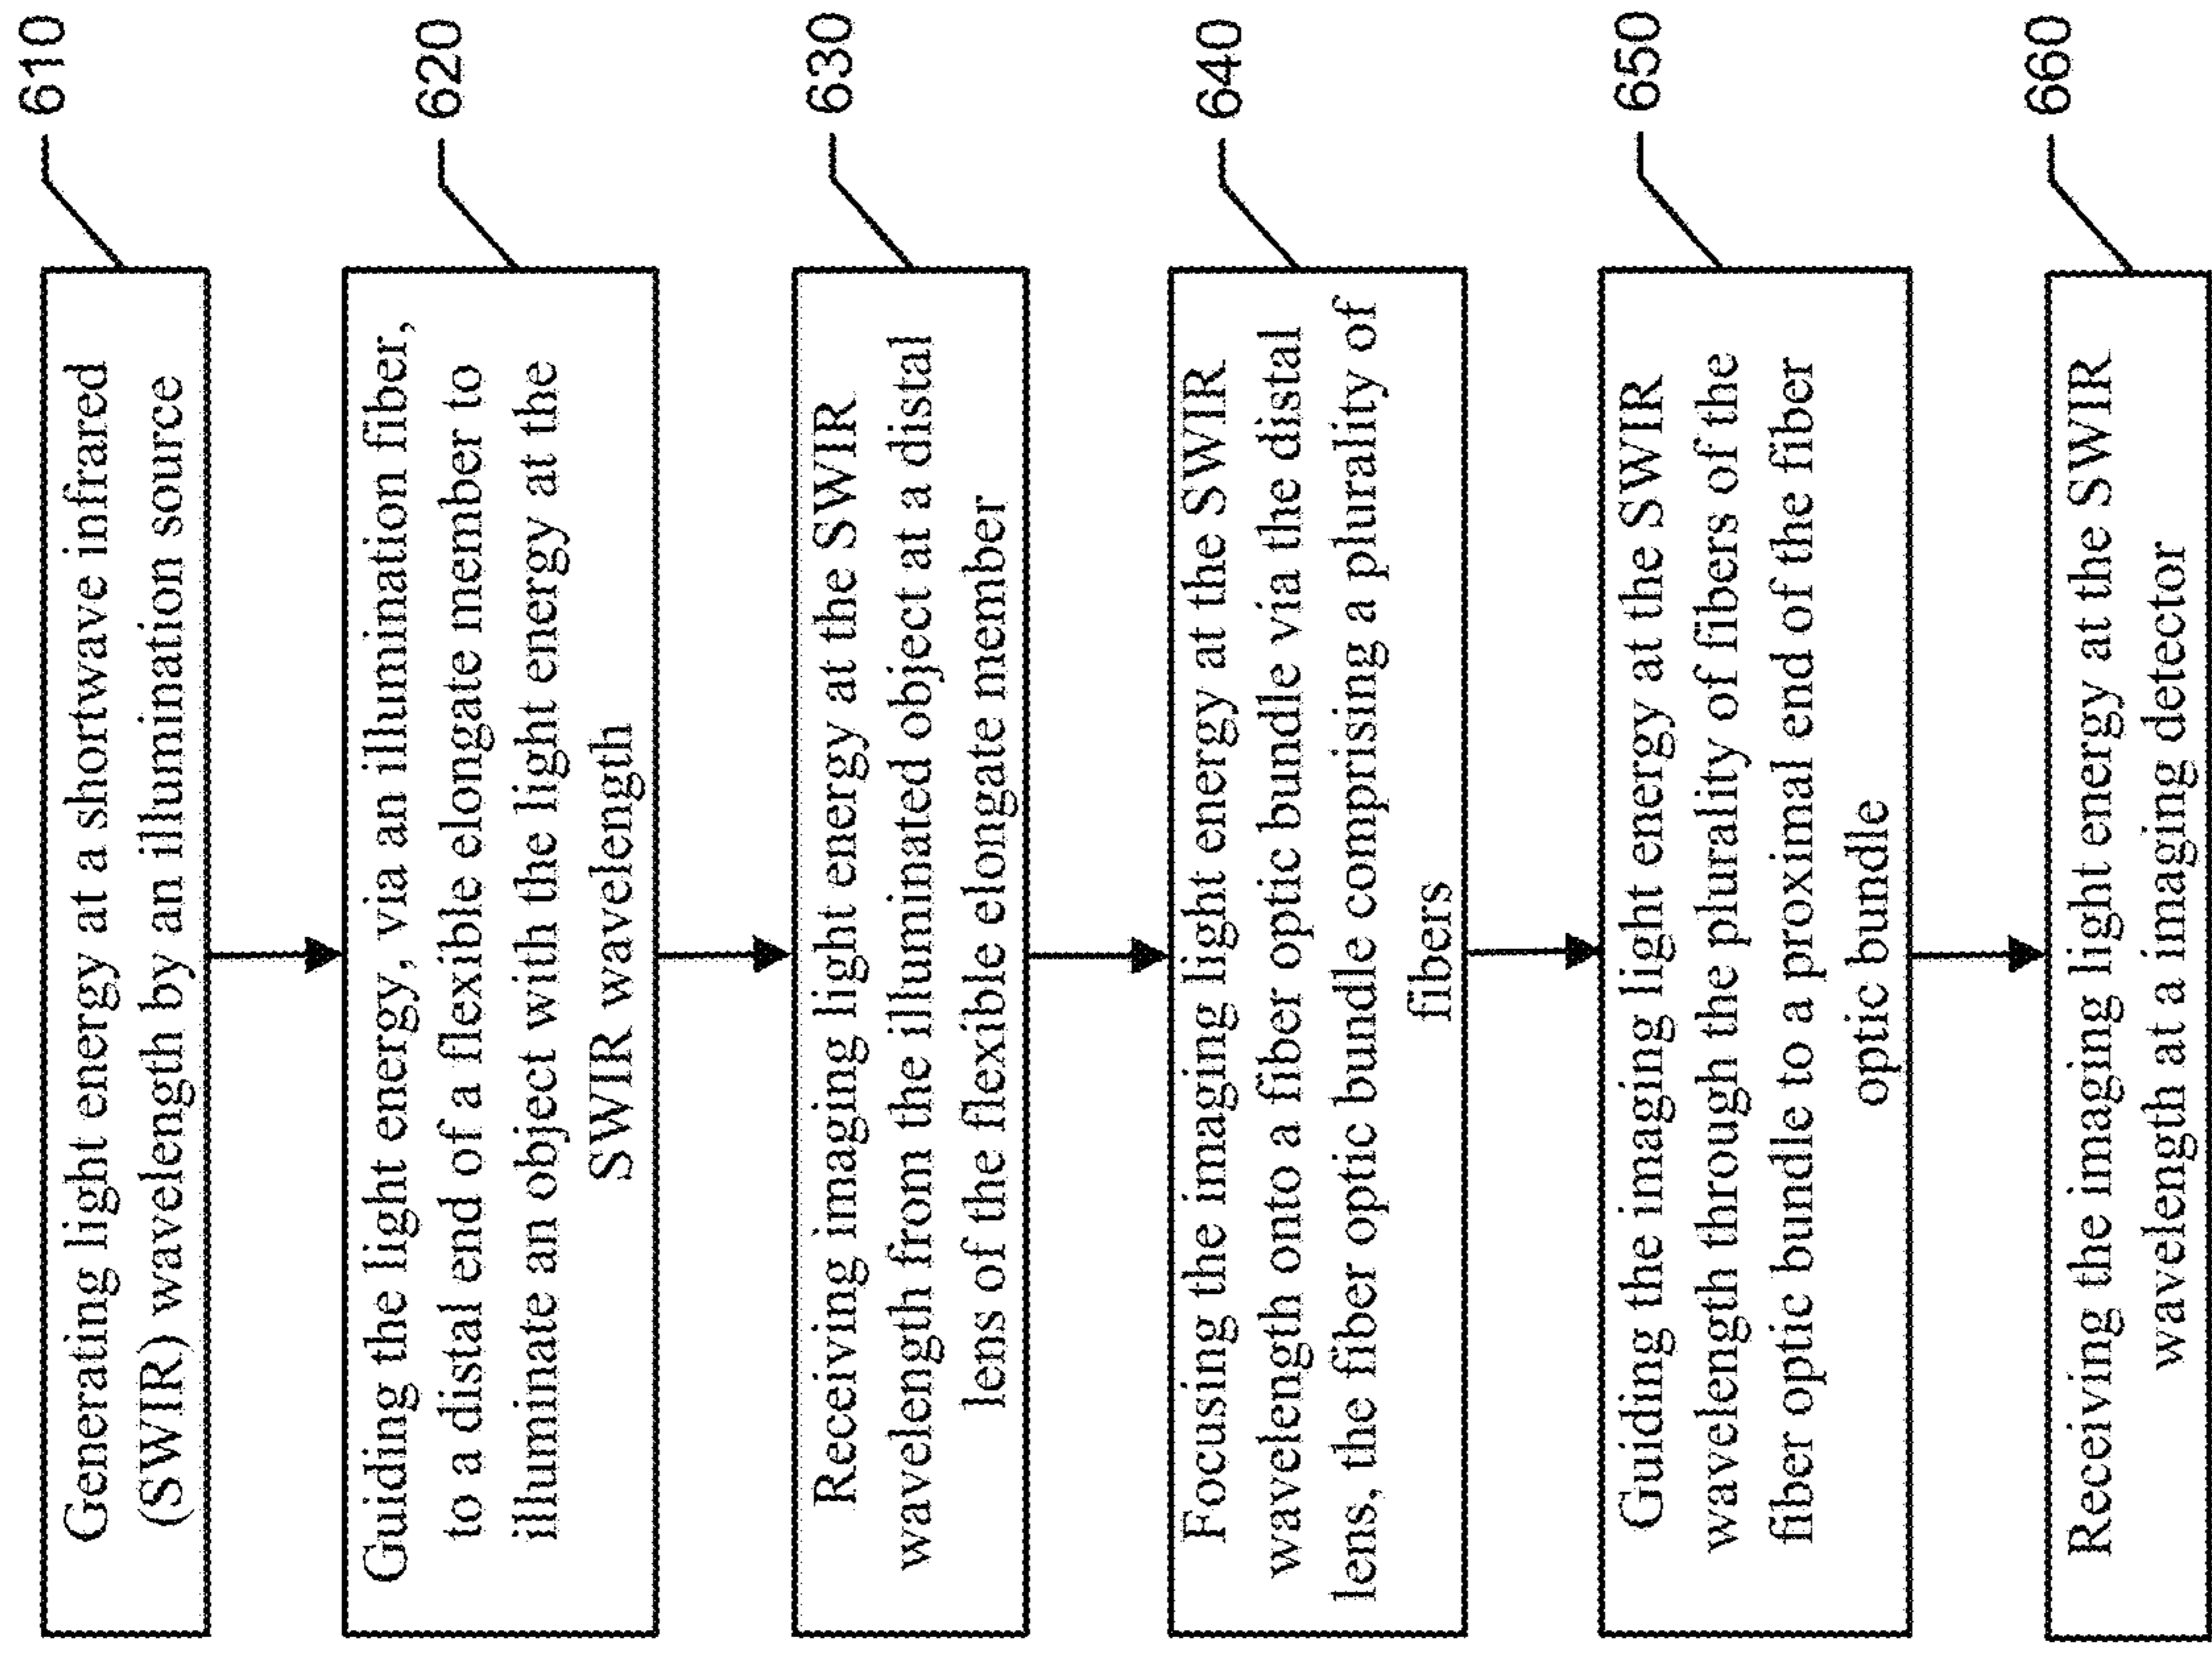 610
Generating light energy at a shortwave infrared
(SWIR) wavelength by an illumination source
620
Guiding the light energy, via an illumination fiber,
to a distal end of a flexible elongate member to
illuminate an object with the light energy at the
SWIR wavelength
630
Receiving imaging light energy at the SWIR
wavelength from the illuminated object at a distal
lens of the flexible elongate member
640
Focusing the imaging light energy at the SWIR
wavelength onto a fiber optic bundle via the distal
lens, the fiber optic bundle comprising a plurality of
fibers
650
Guiding the imaging light energy at the SWIR
wavelength through the plurality of fibers of the
fiber optic bundle to a proximal end of the fiber
optic bundle
660
Receiving the imaging light energy at the SWIR
wavelength at a imaging detector